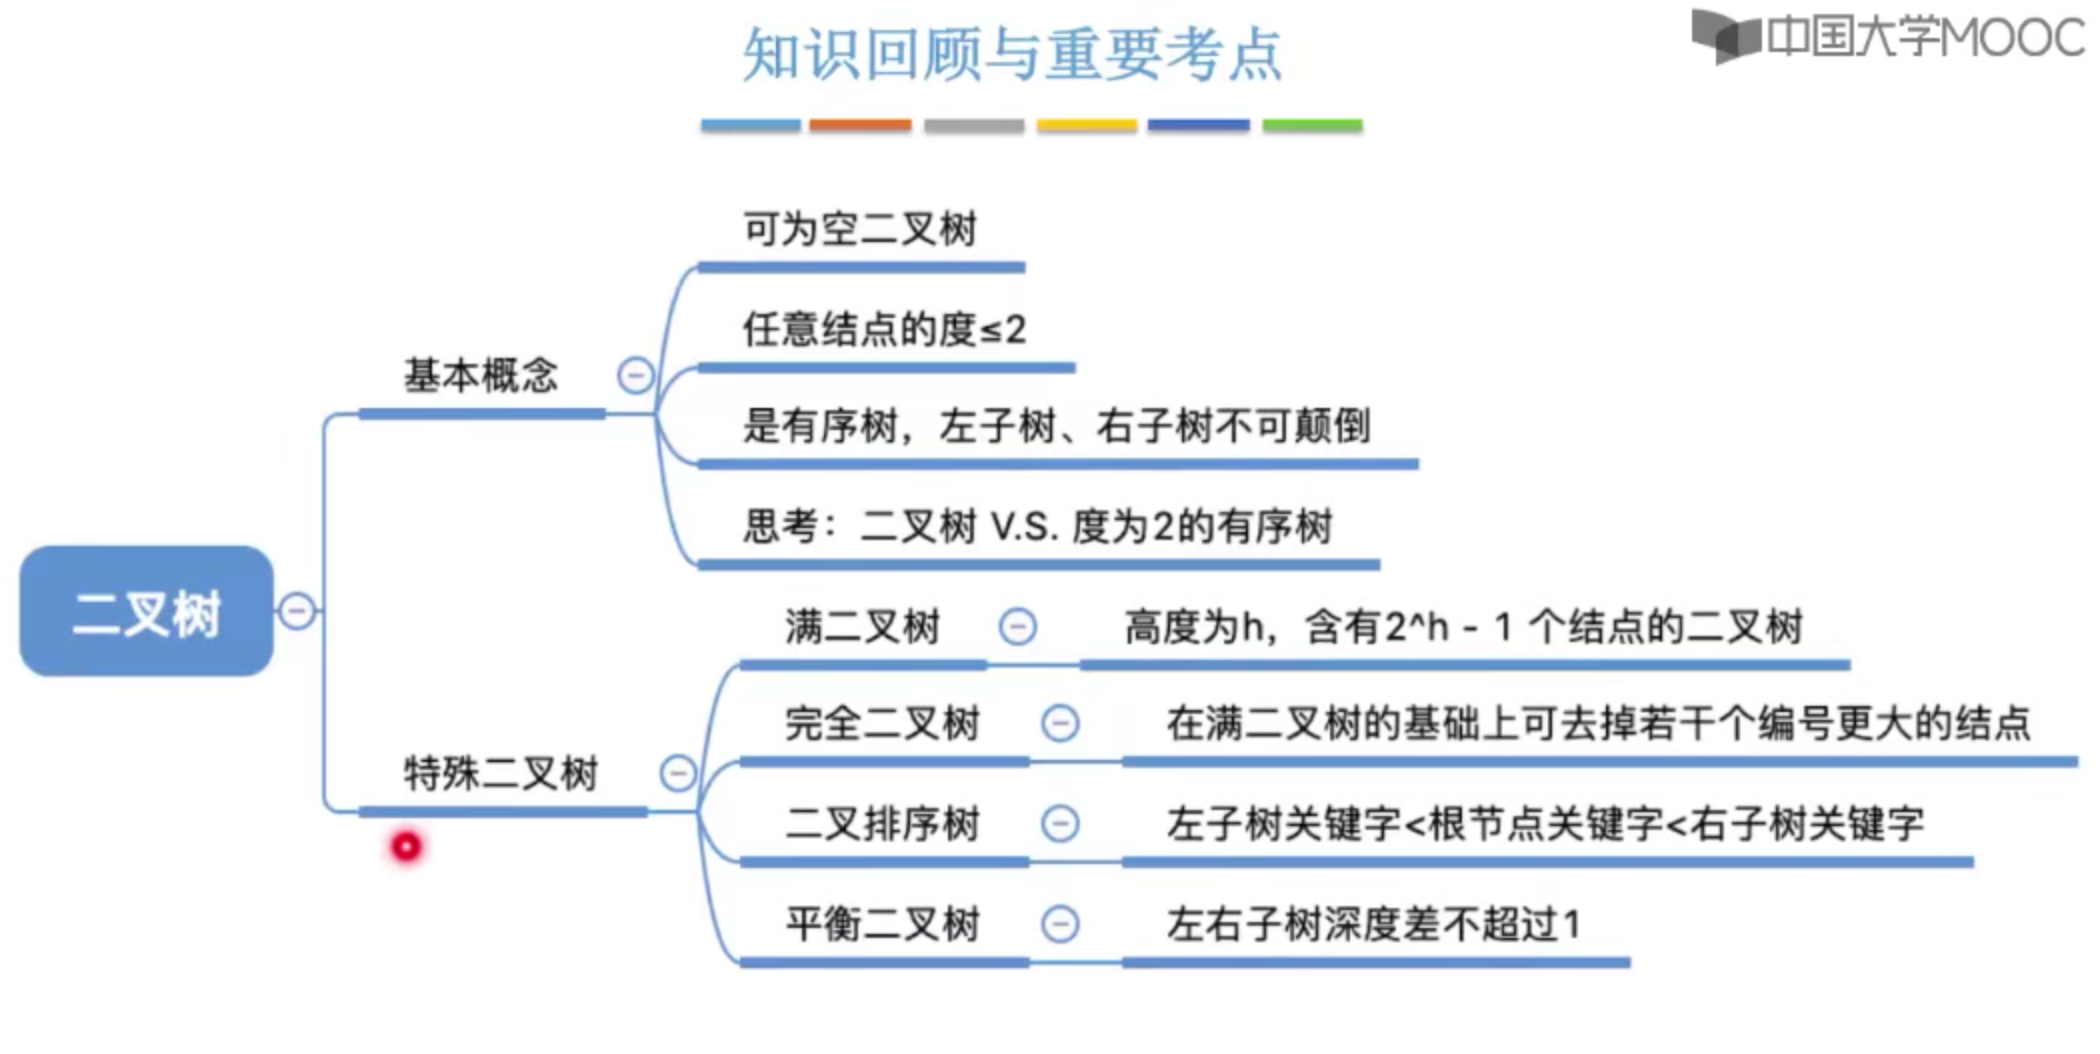 知识回顾与重要考点
中国大学MOOC
二叉树
基本概念
可为空二叉树
任意结点的度≤2
是有序树，左子树、右子树不可颠倒
思考：二叉树 V.S. 度为2的有序树
特殊二叉树
满二叉树
高度为h，含有2^h - 1 个结点的二叉树
完全二叉树
在满二叉树的基础上可去掉若干个编号更大的结点
二叉排序树
左子树关键字<根节点关键字<右子树关键字
平衡二叉树
左右子树深度差不超过1